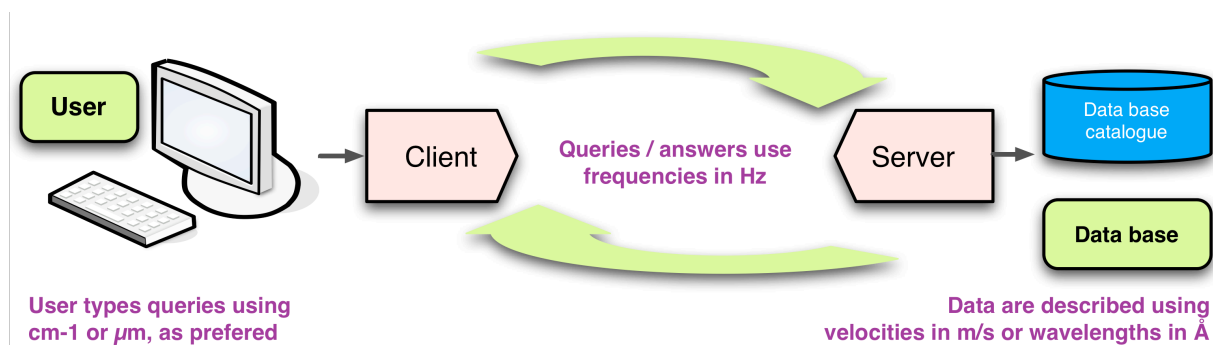 User
Client
Queries / answers use
frequencies in Hz
Server
Data base
catalogue
Data base
User types queries using
cm-1 or µm, as prefered
Data are described using
velocities in m/s or wavelengths in Å